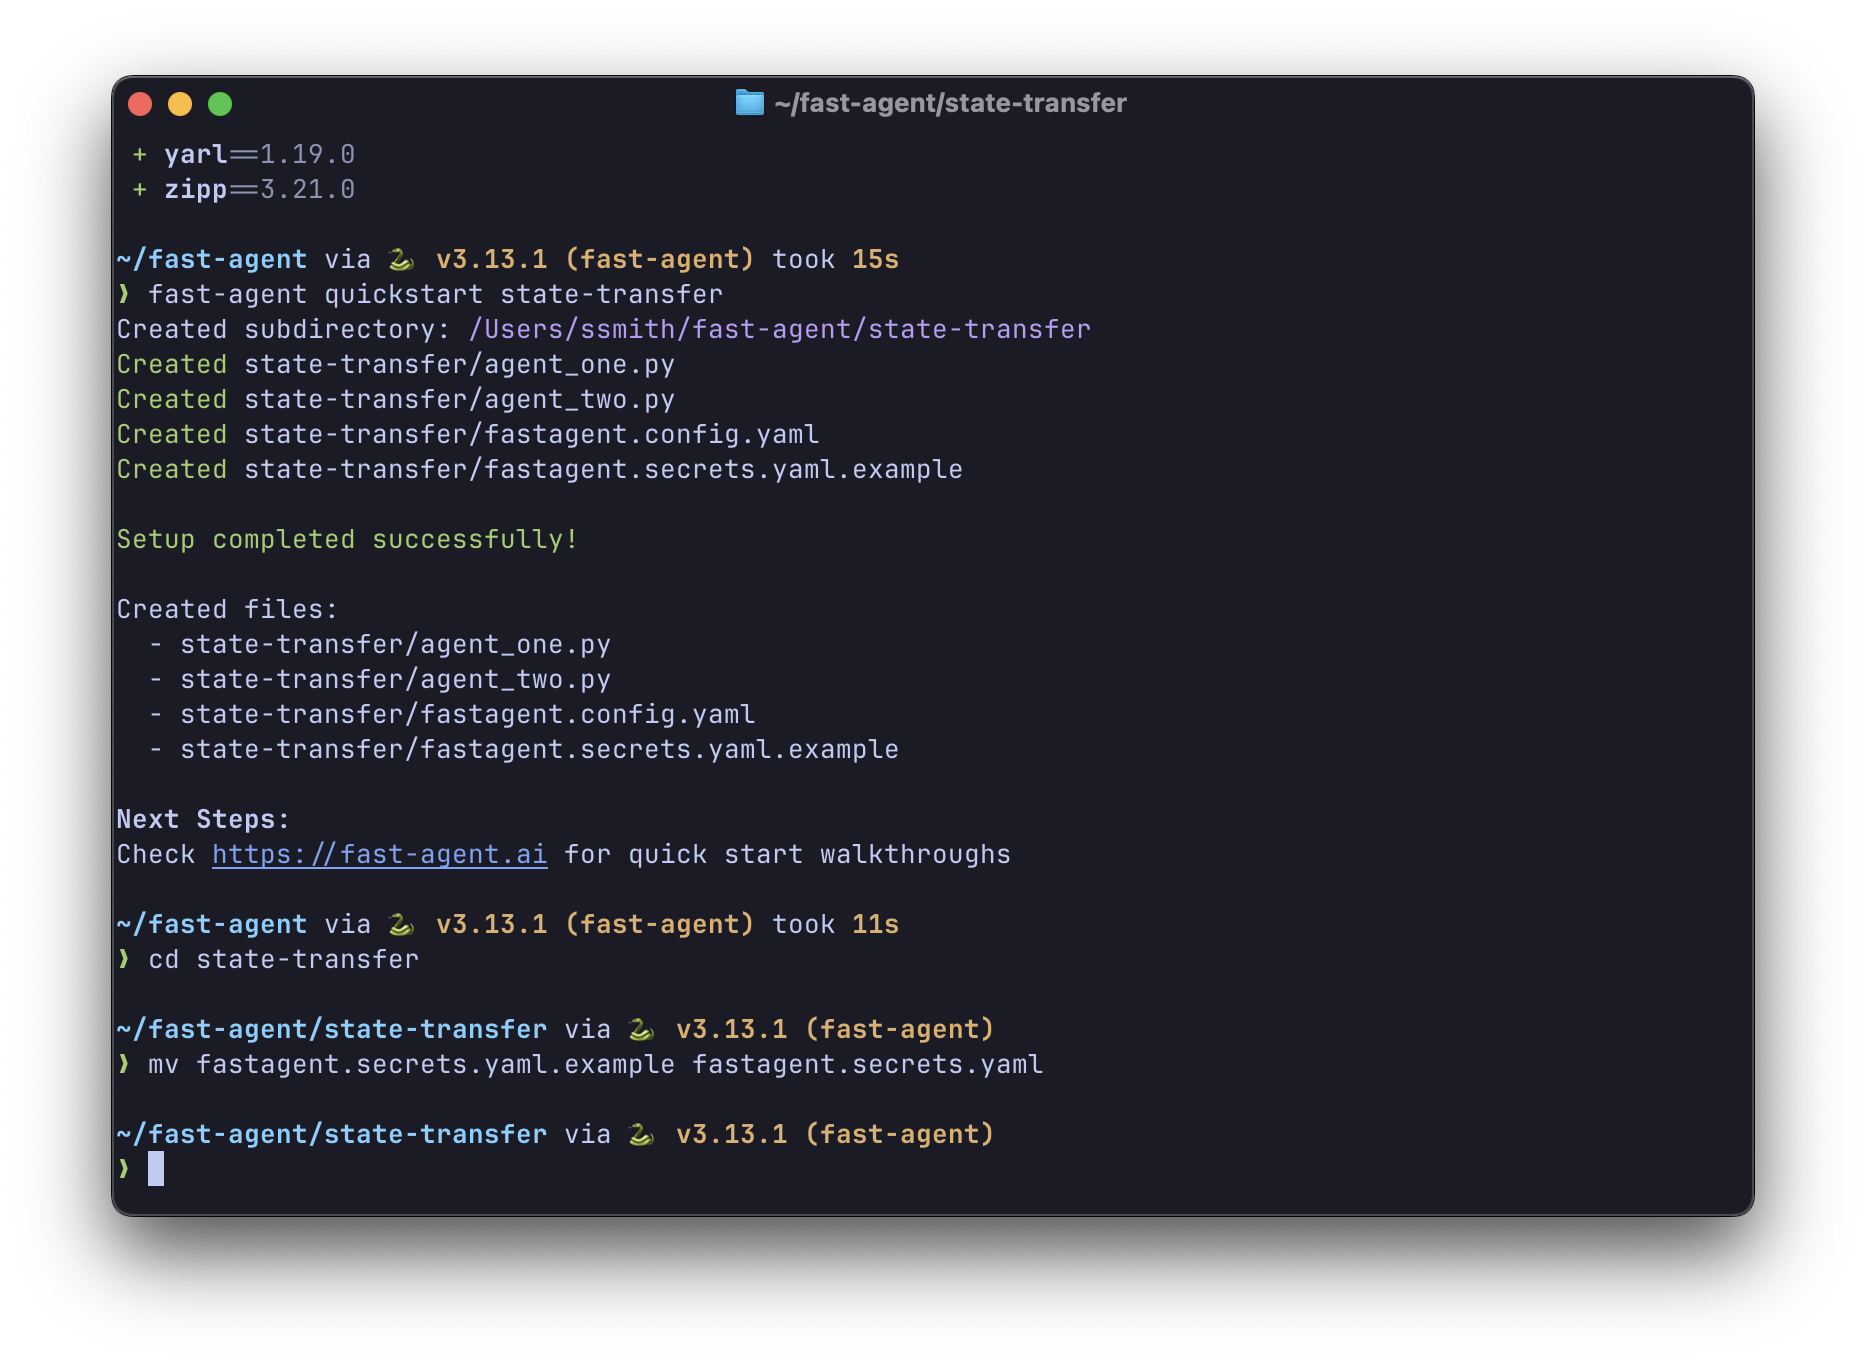 ~/fast-agent/state-transfer
+ yarl==1.19.0
+ zipp==3.21.0
~/fast-agent via 🐍 v3.13.1 (fast-agent) took 15s
❯ fast-agent quickstart state-transfer
Created subdirectory: /Users/ssmith/fast-agent/state-transfer
Created state-transfer/agent_one.py
Created state-transfer/agent_two.py
Created state-transfer/fastagent.config.yaml
Created state-transfer/fastagent.secrets.yaml.example
Setup completed successfully!
Created files:
- state-transfer/agent_one.py
- state-transfer/agent_two.py
- state-transfer/fastagent.config.yaml
- state-transfer/fastagent.secrets.yaml.example
Next Steps:
Check https://fast-agent.ai for quick start walkthroughs
~/fast-agent via 🐍 v3.13.1 (fast-agent) took 11s
❯ cd state-transfer
~/fast-agent/state-transfer via 🐍 v3.13.1 (fast-agent)
❯ mv fastagent.secrets.yaml.example fastagent.secrets.yaml
~/fast-agent/state-transfer via 🐍 v3.13.1 (fast-agent)
❯